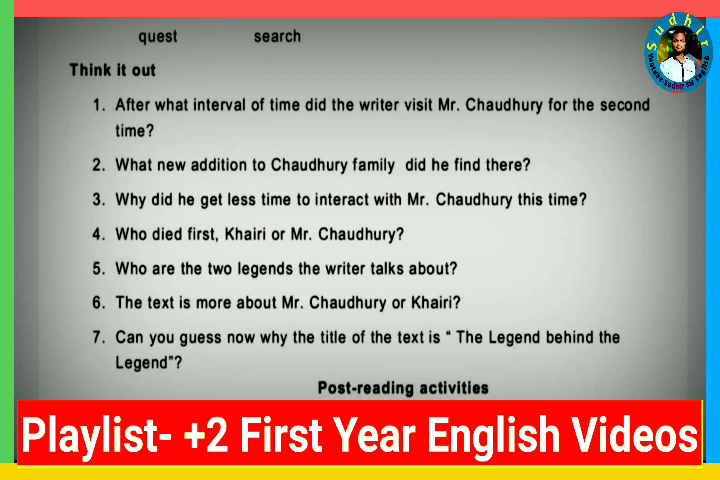 quest search
Think it out
1. After what interval of time did the writer visit Mr. Chaudhury for the second
time?
2. What new addition to Chaudhury family did he find there?
3. Why did he get less time to interact with Mr. Chaudhury this time?
4. Who died first, Khairi or Mr. Chaudhury?
5. Who are the two legends the writer talks about?
6. The text is more about Mr. Chaudhury or Khairi?
7. Can you guess now why the title of the text is " The Legend behind the
Legend"?
Post-reading activities
Playlist- +2 First Year English Videos
Sudhir
Youtube Sudhir Sir English